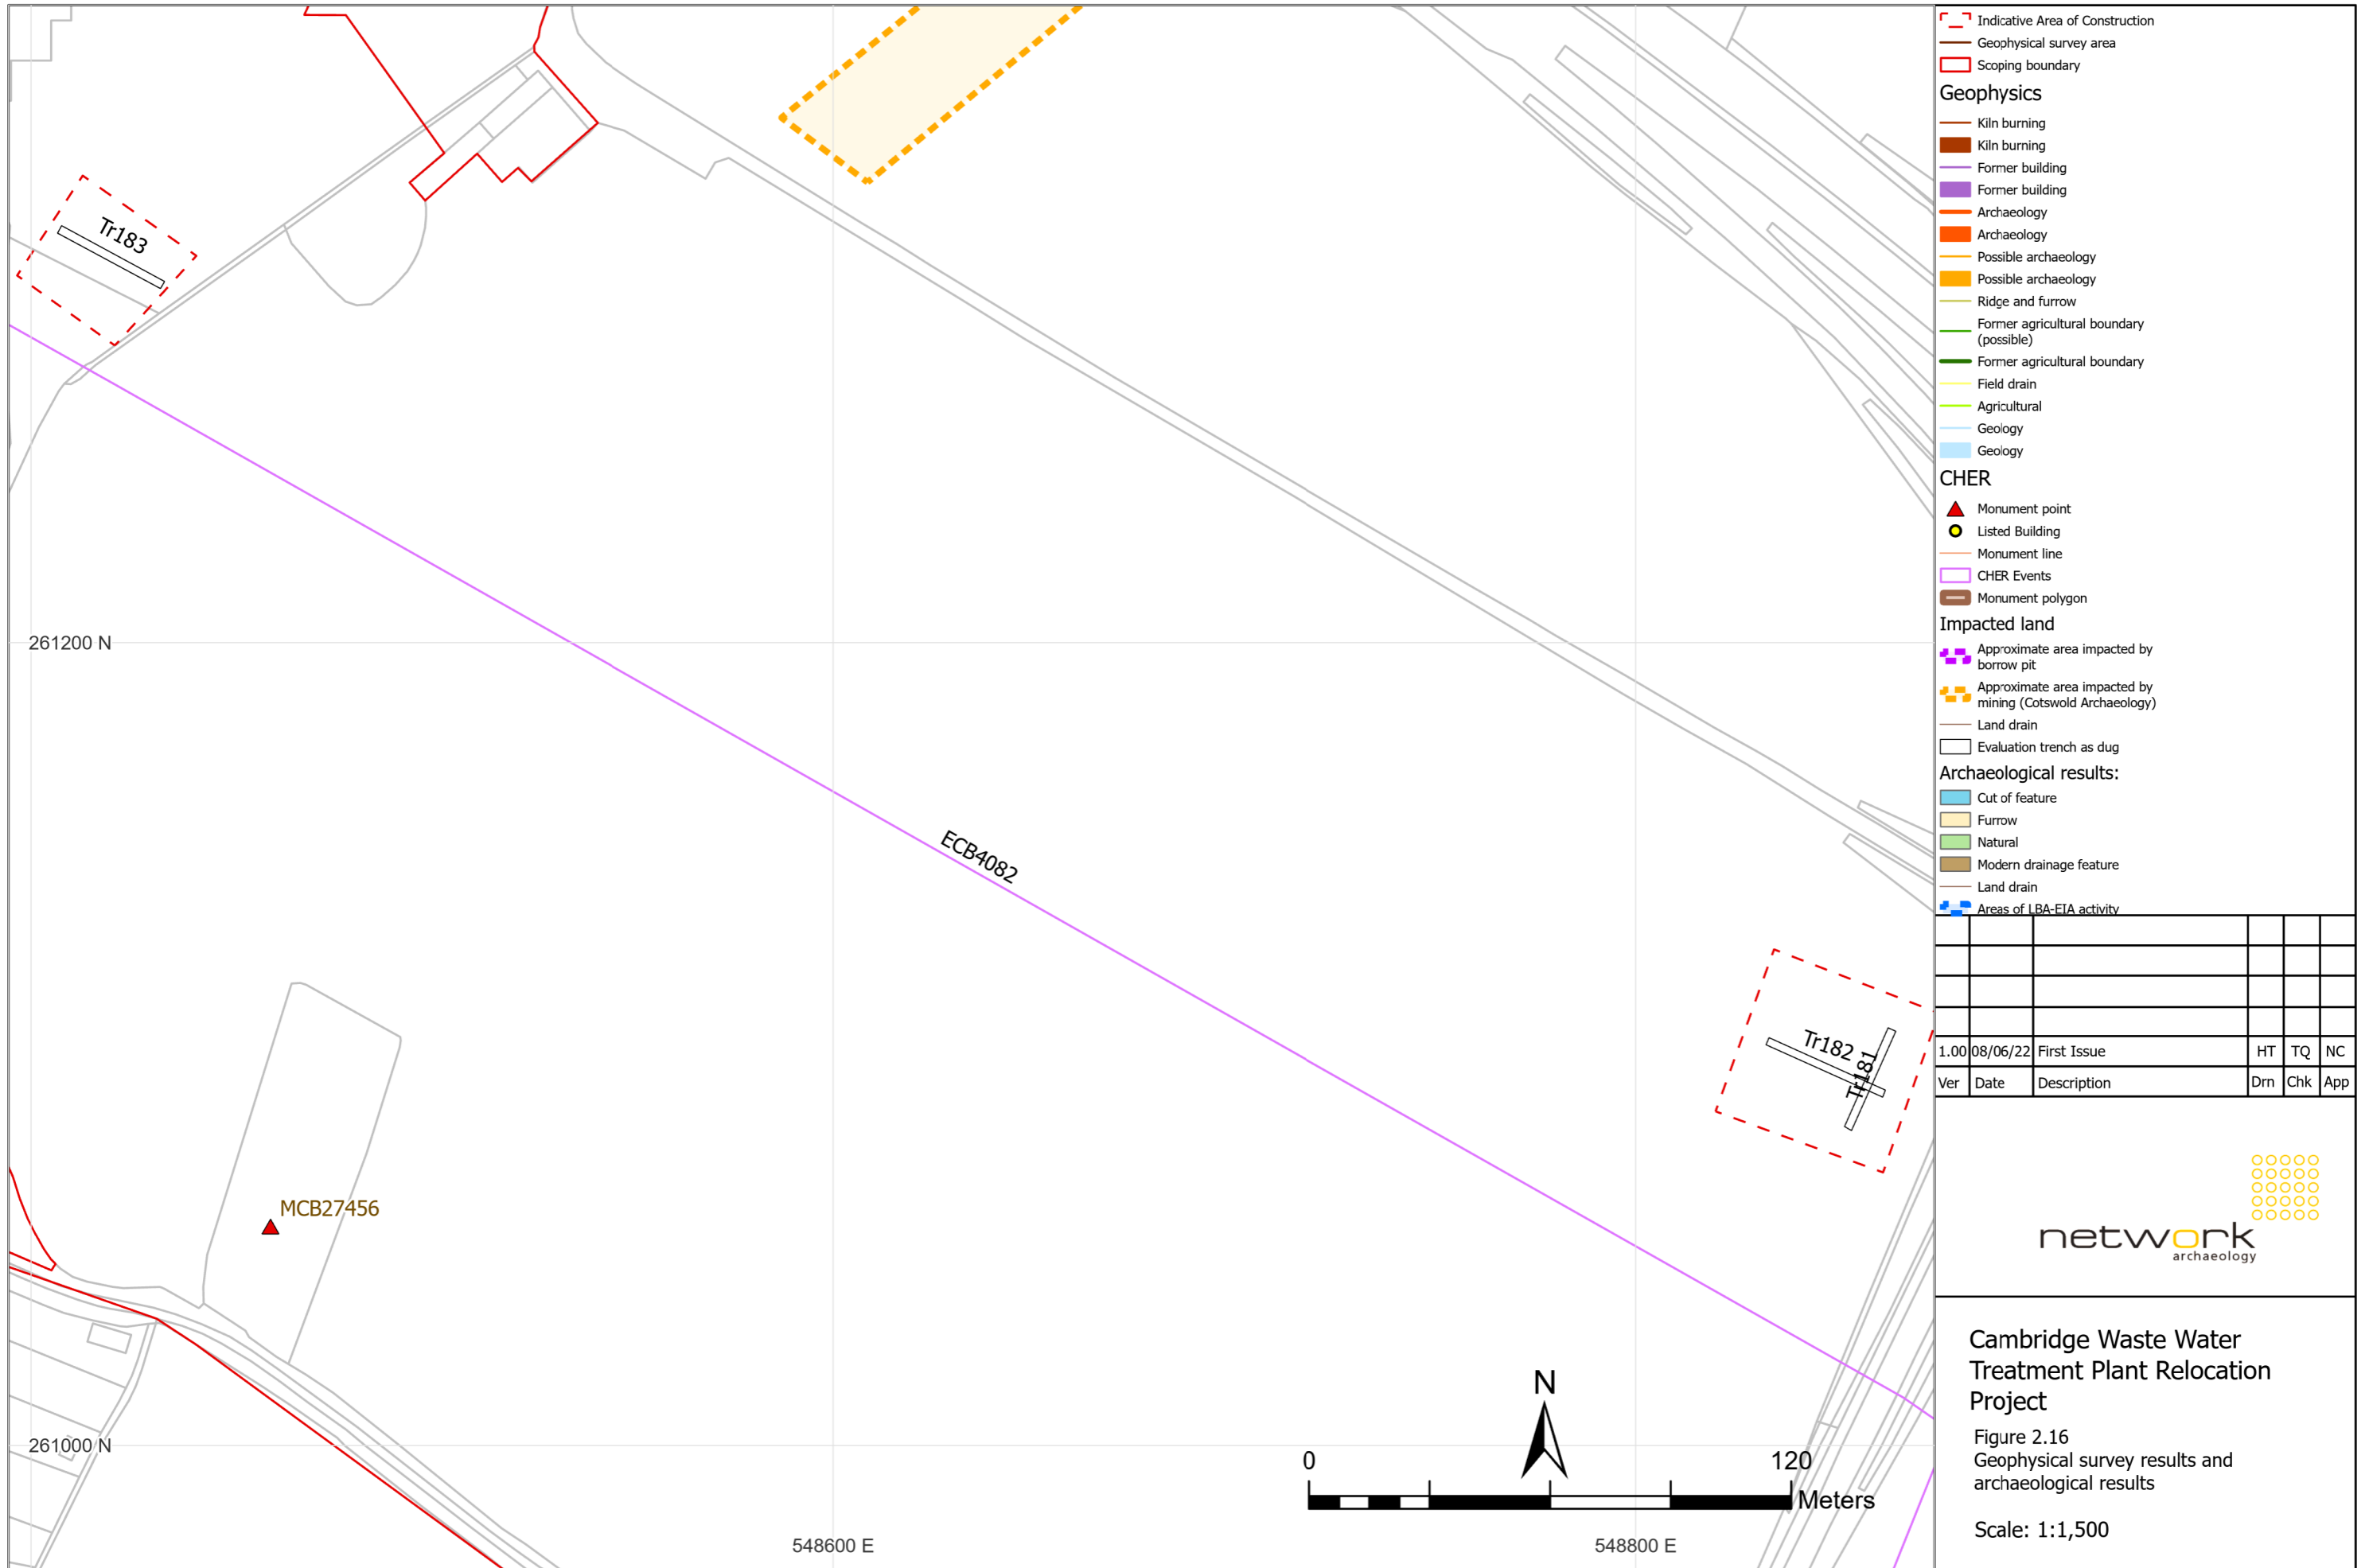 Tr183
261200 N
ECB4082
Tr182
Tr181
MCB27456
261000 N
548600 E
548800 E
N
0
120
Meters
Indicative Area of Construction
Geophysical survey area
Scoping boundary
Geophysics
Kiln burning
Kiln burning
Former building
Former building
Archaeology
Archaeology
Possible archaeology
Possible archaeology
Ridge and furrow
Former agricultural boundary
(possible)
Former agricultural boundary
Field drain
Agricultural
Geology
Geology
CHER
Monument point
Listed Building
Monument line
CHER Events
Monument polygon
Impacted land
Approximate area impacted by
borrow pit
Approximate area impacted by
mining (Cotswold Archaeology)
Land drain
Evaluation trench as dug
Archaeological results:
Cut of feature
Furrow
Natural
Modern drainage feature
Land drain
Areas of LBA-EIA activity
1.00 08/06/22 First Issue HT TQ NC
Ver Date Description Drn Chk App
network
archaeology
Cambridge Waste Water
Treatment Plant Relocation
Project
Figure 2.16
Geophysical survey results and
archaeological results
Scale: 1:1,500